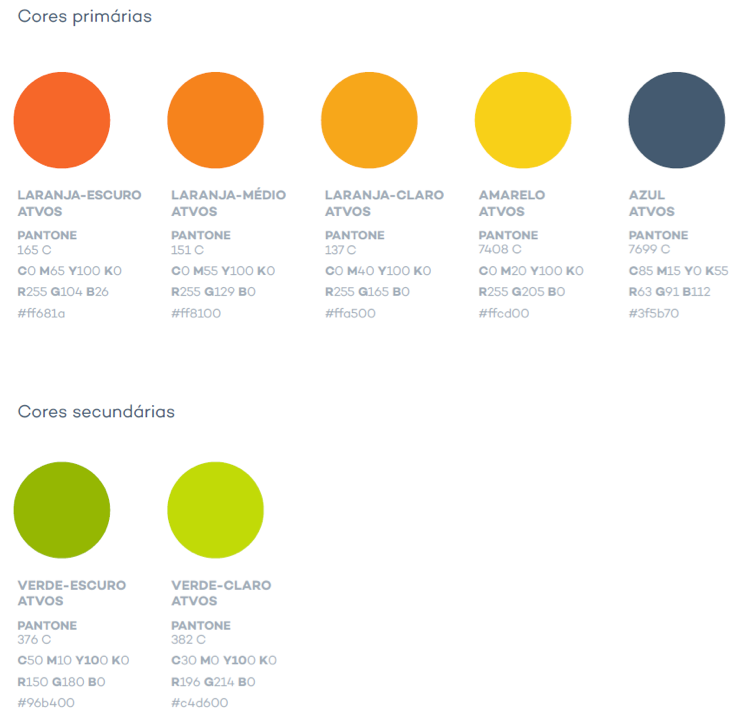 Cores primárias
LARANJA-ESCURO
ATVOS
PANTONE
165 C
C0 M65 Y100 K0
R255 G104 B26
#ff681a
LARANJA-MÉDIO
ATVOS
PANTONE
151 C
C0 M55 Y100 K0
R255 G129 B0
#ff8100
LARANJA-CLARO
ATVOS
PANTONE
137 C
C0 M40 Y100 K0
R255 G165 B0
#ffa500
AMARELO
ATVOS
PANTONE
7408 C
C0 M20 Y100 K0
R255 G205 B0
#ffcd00
AZUL
ATVOS
PANTONE
7699 C
C85 M15 Y0 K55
R63 G91 B112
#3f5b70
Cores secundárias
VERDE-ESCURO
ATVOS
PANTONE
376 C
C50 M10 Y100 K0
R150 G180 B0
#96b400
VERDE-CLARO
ATVOS
PANTONE
382 C
C30 M0 Y100 K0
R196 G214 B0
#c4d600